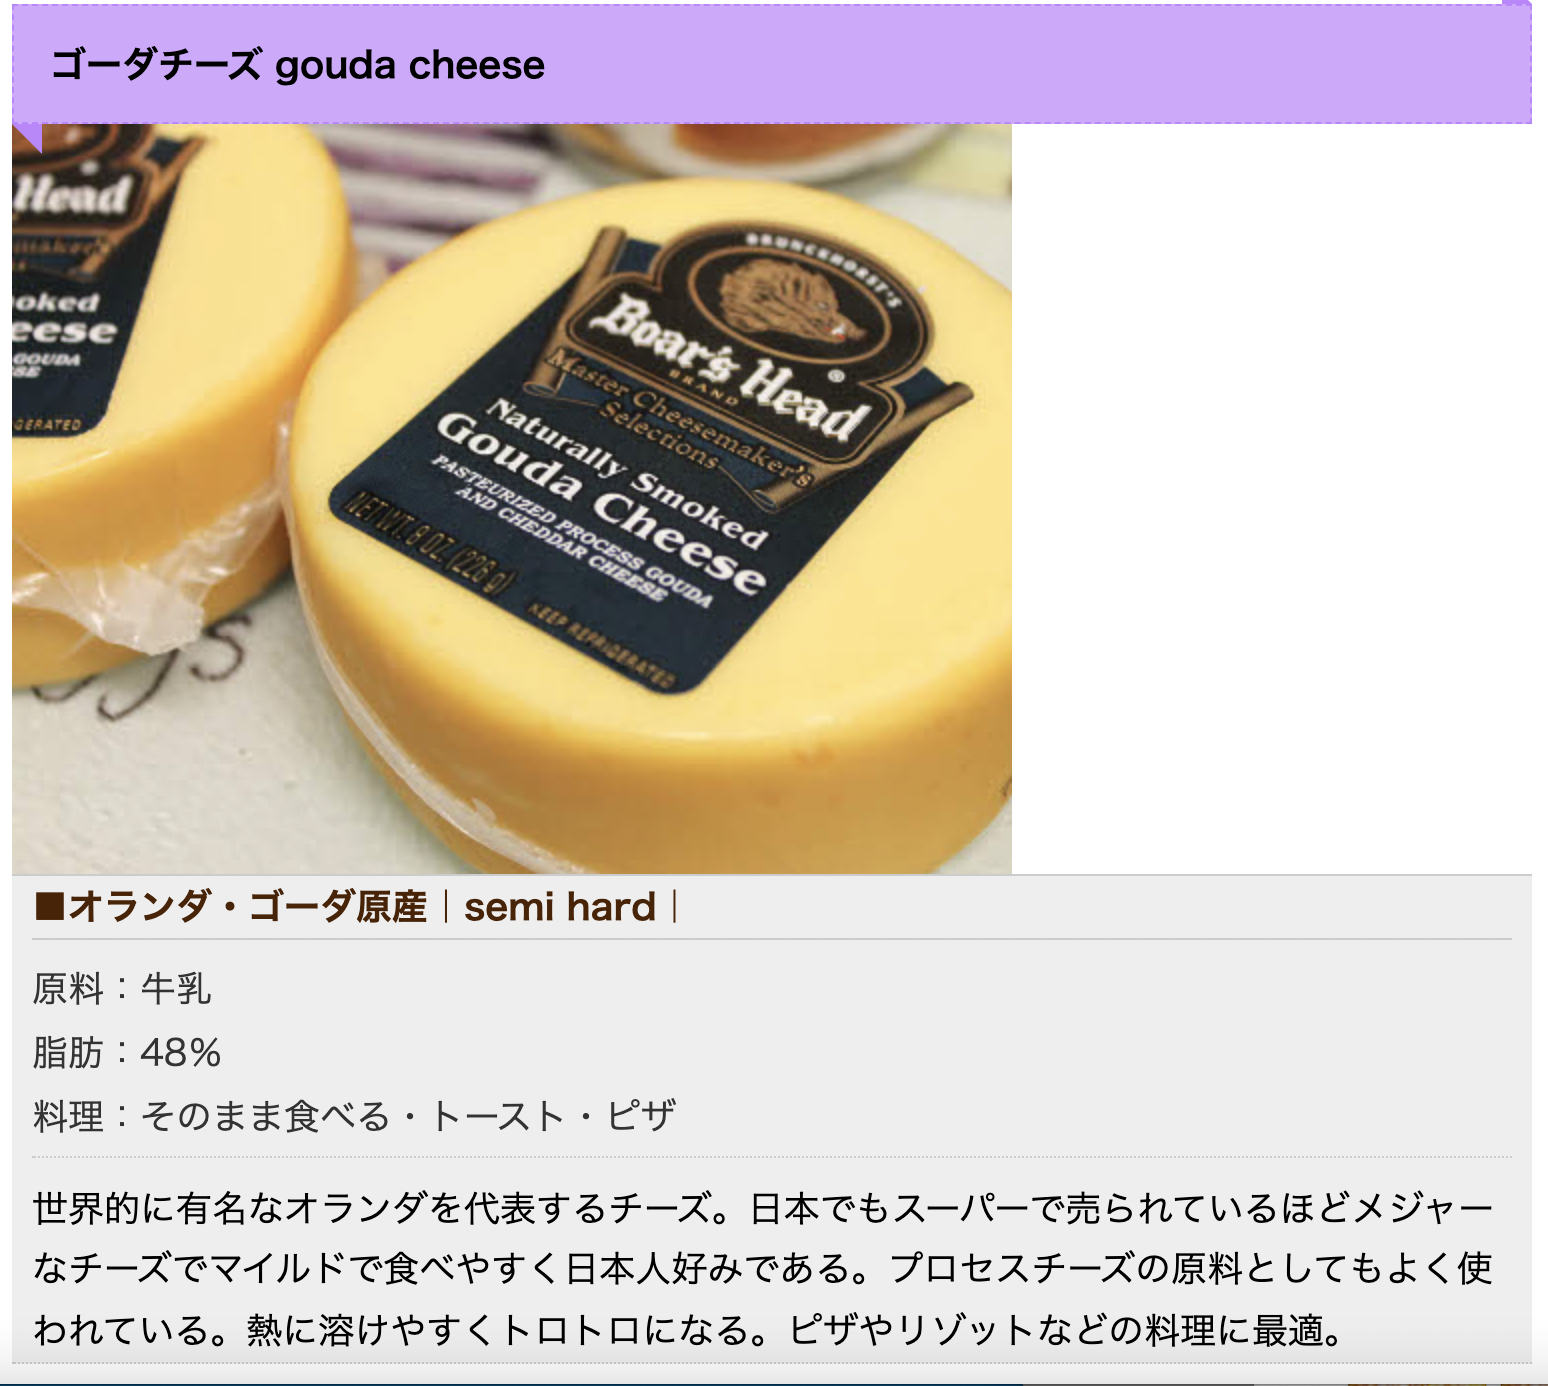 ゴーダチーズ gouda cheese
BRUNCKHORST'S
Boar's Head
BRAND
Master Cheesemaker's
Selections
Naturally Smoked
Gouda Cheese
PASTEURIZED PROCESS GOUDA
AND CHEDDAR CHEESE
NET WT. 8 OZ. (226 g)
KEEP REFRIGERATED
Head
oked
eese
GOUDA
SE
GERATED
■オランダ・ゴーダ原産｜semi hard｜
原料：牛乳
脂肪：48%
料理：そのまま食べる・トースト・ピザ
世界的に有名なオランダを代表するチーズ。日本でもスーパーで売られているほどメジャー
なチーズでマイルドで食べやすく日本人好みである。プロセスチーズの原料としてもよく使
われている。熱に溶けやすくトロトロになる。ピザやリゾットなどの料理に最適。